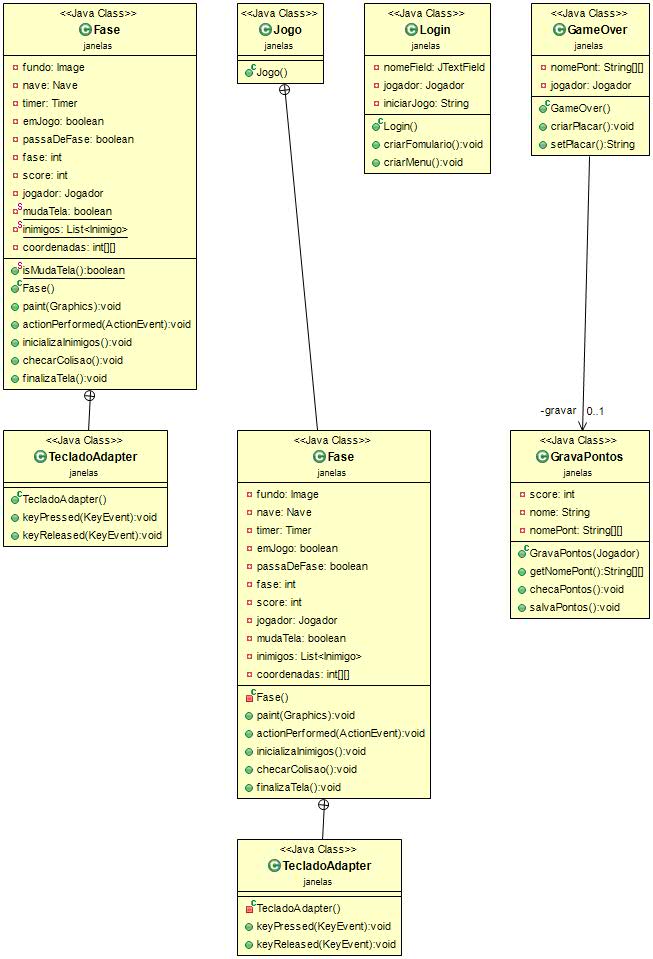 <<Java Class>>
Fase
janelas
fundo: Image
nave: Nave
timer: Timer
emJogo: boolean
passaDeFase: boolean
fase: int
score: int
jogador: Jogador
mudaTela: boolean
inimigos: List<Inimigo>
coordenadas: int[][]
isMudaTela():boolean
Fase()
paint(Graphics):void
actionPerformed(ActionEvent):void
inicializaInimigos():void
checarColisao():void
finalizaTela():void
<<Java Class>>
Jogo
janelas
Jogo()
<<Java Class>>
Login
janelas
nomeField: JTextField
jogador: Jogador
iniciarJogo: String
Login()
criarFomulario():void
criarMenu():void
<<Java Class>>
GameOver
janelas
nomePont: String[][]
jogador: Jogador
GameOver()
criarPlacar():void
setPlacar():String
-gravar 0..1
<<Java Class>>
TecladoAdapter
janelas
TecladoAdapter()
keyPressed(KeyEvent):void
keyReleased(KeyEvent):void
<<Java Class>>
Fase
janelas
fundo: Image
nave: Nave
timer: Timer
emJogo: boolean
passaDeFase: boolean
fase: int
score: int
jogador: Jogador
mudaTela: boolean
inimigos: List<Inimigo>
coordenadas: int[][]
Fase()
paint(Graphics):void
actionPerformed(ActionEvent):void
inicializaInimigos():void
checarColisao():void
finalizaTela():void
<<Java Class>>
GravaPontos
janelas
score: int
nome: String
nomePont: String[][]
GravaPontos(Jogador)
getNomePont():String[][]
checaPontos():void
salvaPontos():void
<<Java Class>>
TecladoAdapter
janelas
TecladoAdapter()
keyPressed(KeyEvent):void
keyReleased(KeyEvent):void